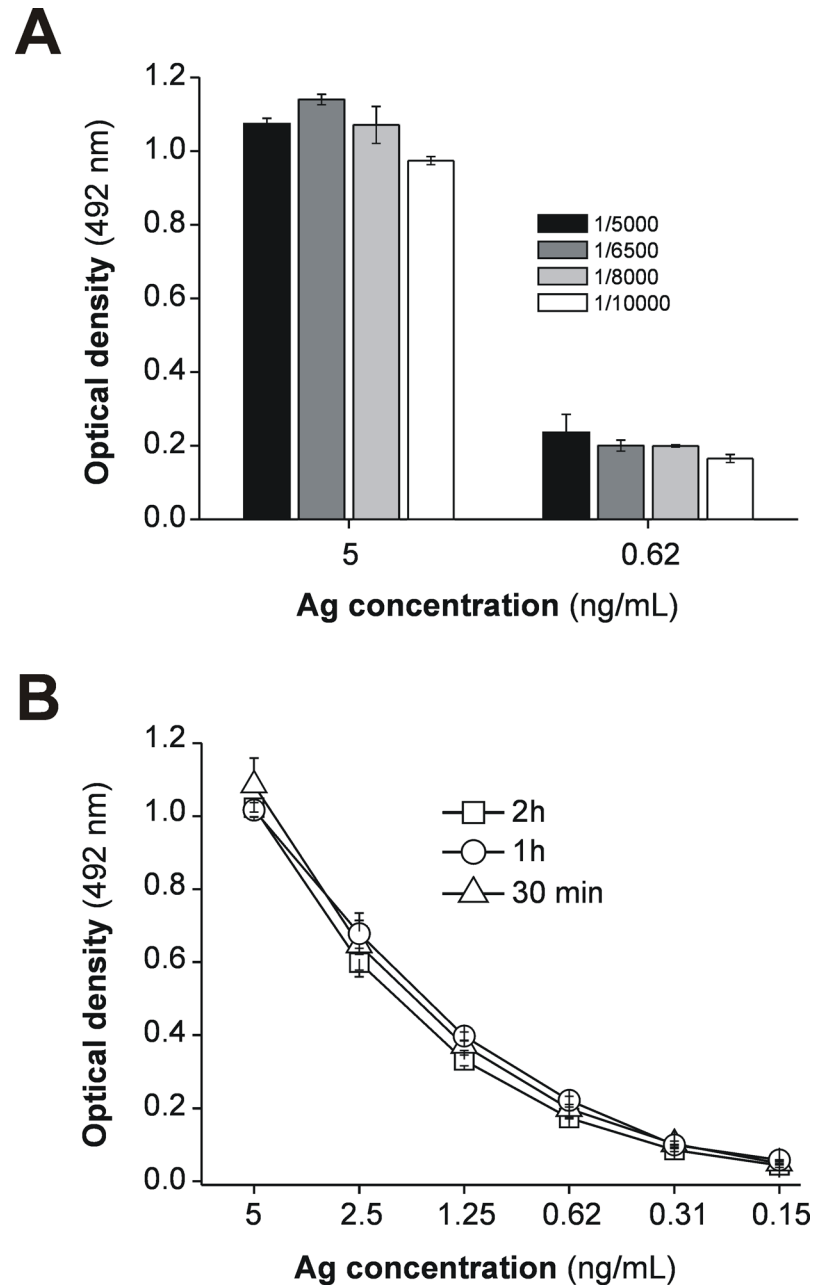 A
1.2
1.0
0.8
0.6
0.4
0.2
0.0
Optical density (492 nm)
1/5000
1/6500
1/8000
1/10000
5 0.62
Ag concentration (ng/mL)
B
1.2
1.0
0.8
0.6
0.4
0.2
0.0
Optical density (492 nm)
2h
1h
30 min
5 2.5 1.25 0.62 0.31 0.15
Ag concentration (ng/mL)